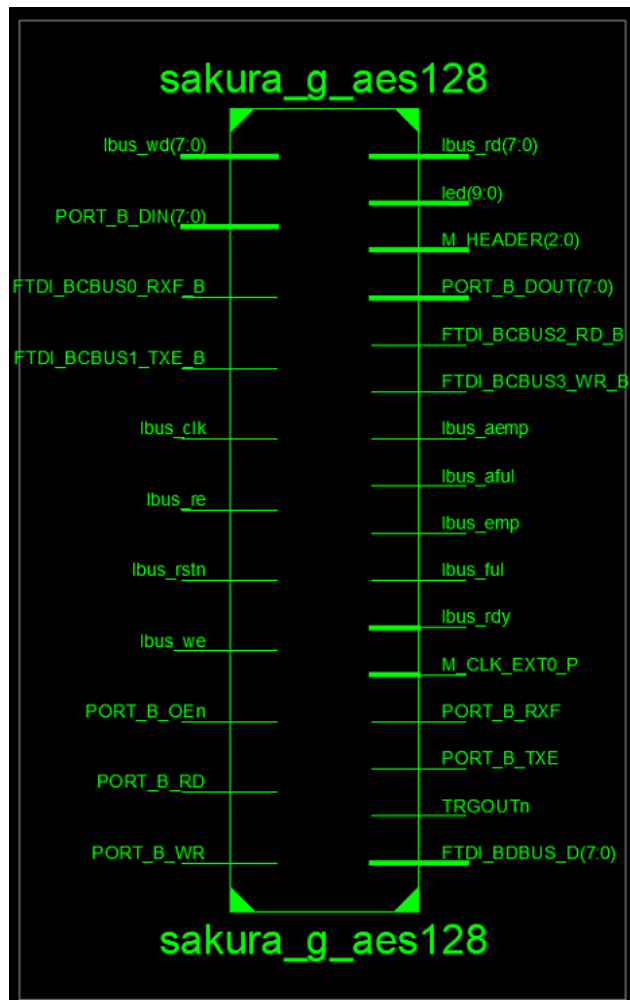 sakura_g_aes128
lbus_wd(7:0)
lbus_rd(7:0)
led(9:0)
PORT_B_DIN(7:0)
M_HEADER(2:0)
FTDI_BCBUS0_RXF_B
PORT_B_DOUT(7:0)
FTDI_BCBUS2_RD_B
FTDI_BCBUS1_TXE_B
FTDI_BCBUS3_WR_B
lbus_clk
lbus_aemp
lbus_aful
lbus_re
lbus_emp
lbus_rstn
lbus_ful
lbus_rdy
lbus_we
M_CLK_EXT0_P
PORT_B_OEn
PORT_B_RXF
PORT_B_TXE
PORT_B_RD
TRGOUTn
PORT_B_WR
FTDI_BDBUS_D(7:0)
sakura_g_aes128